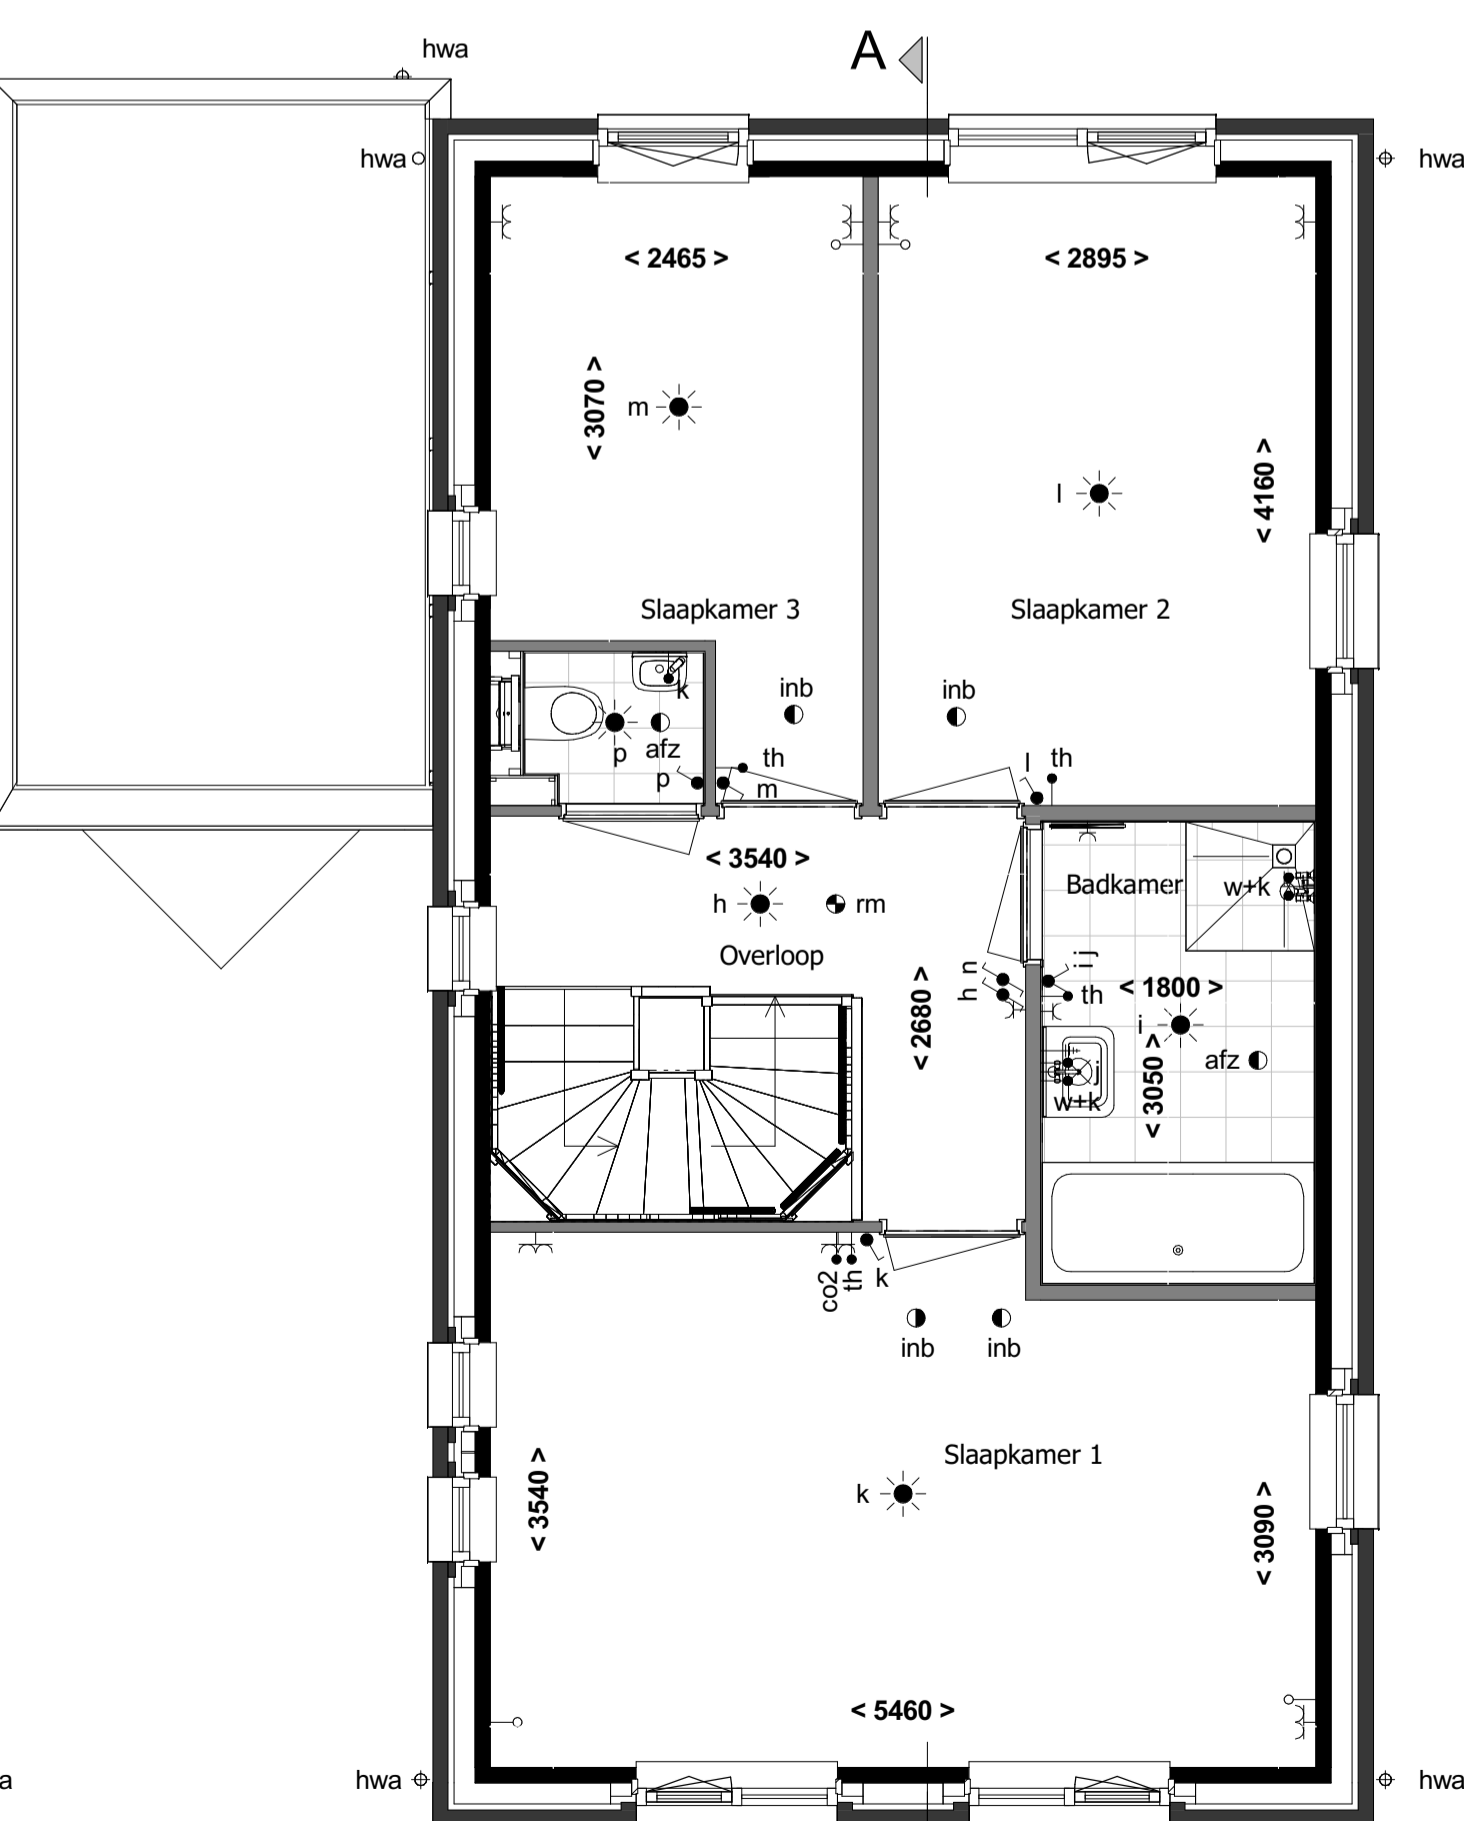 hwa
A
hwa
hwa
< 2465 >
< 2895 >
< 3070 >
m
< 4160 >
l
Slaapkamer 3
Slaapkamer 2
k
inb
inb
p
afz
p
th
m
l
th
< 3540 >
Badkamer
w+k
h
rm
Overloop
h n
i j
< 2680 >
th
< 1800 >
i
< 3050 >
afz
j
w+k
co2
th
k
inb
inb
Slaapkamer 1
< 3540 >
k
< 3090 >
< 5460 >
a
hwa
hwa